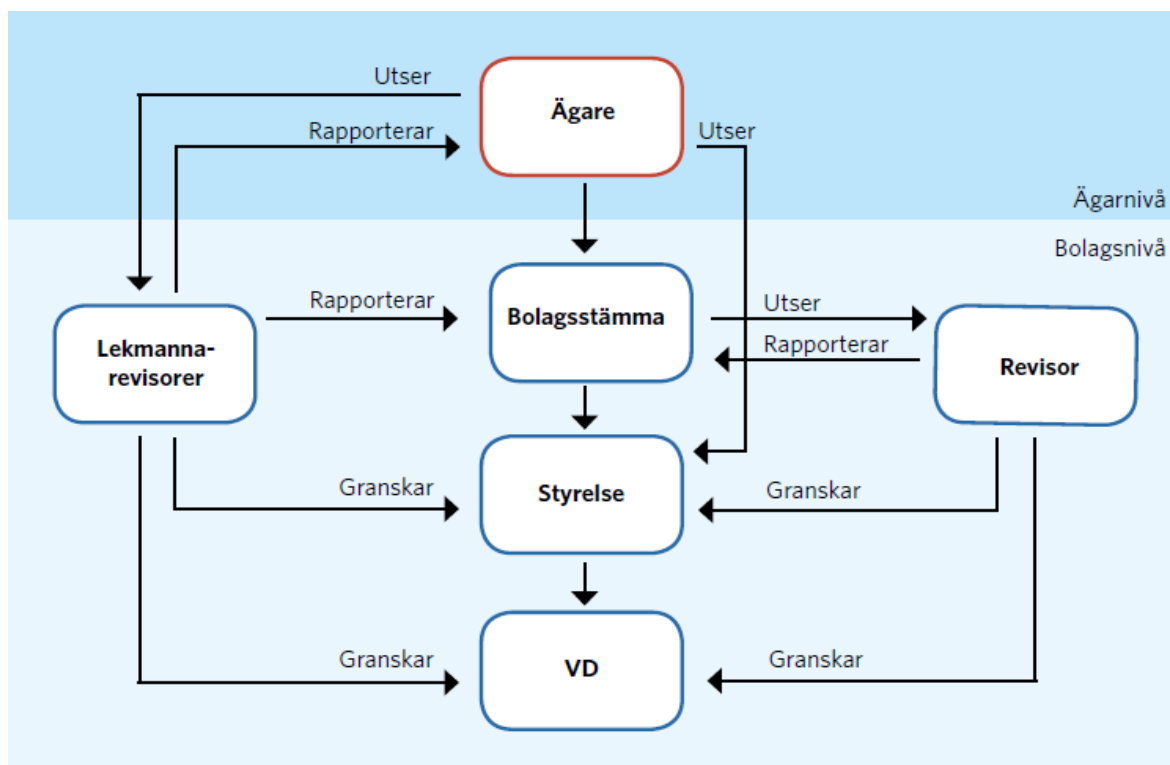 Utser
Ägare
Utser
Rapporterar
Ägarnivå
Bolagsnivå
Rapporterar
Bolagsstämma
Utser
Rapporterar
Lekmanna-
revisorer
Revisor
Granskar
Styrelse
Granskar
Granskar
VD
Granskar